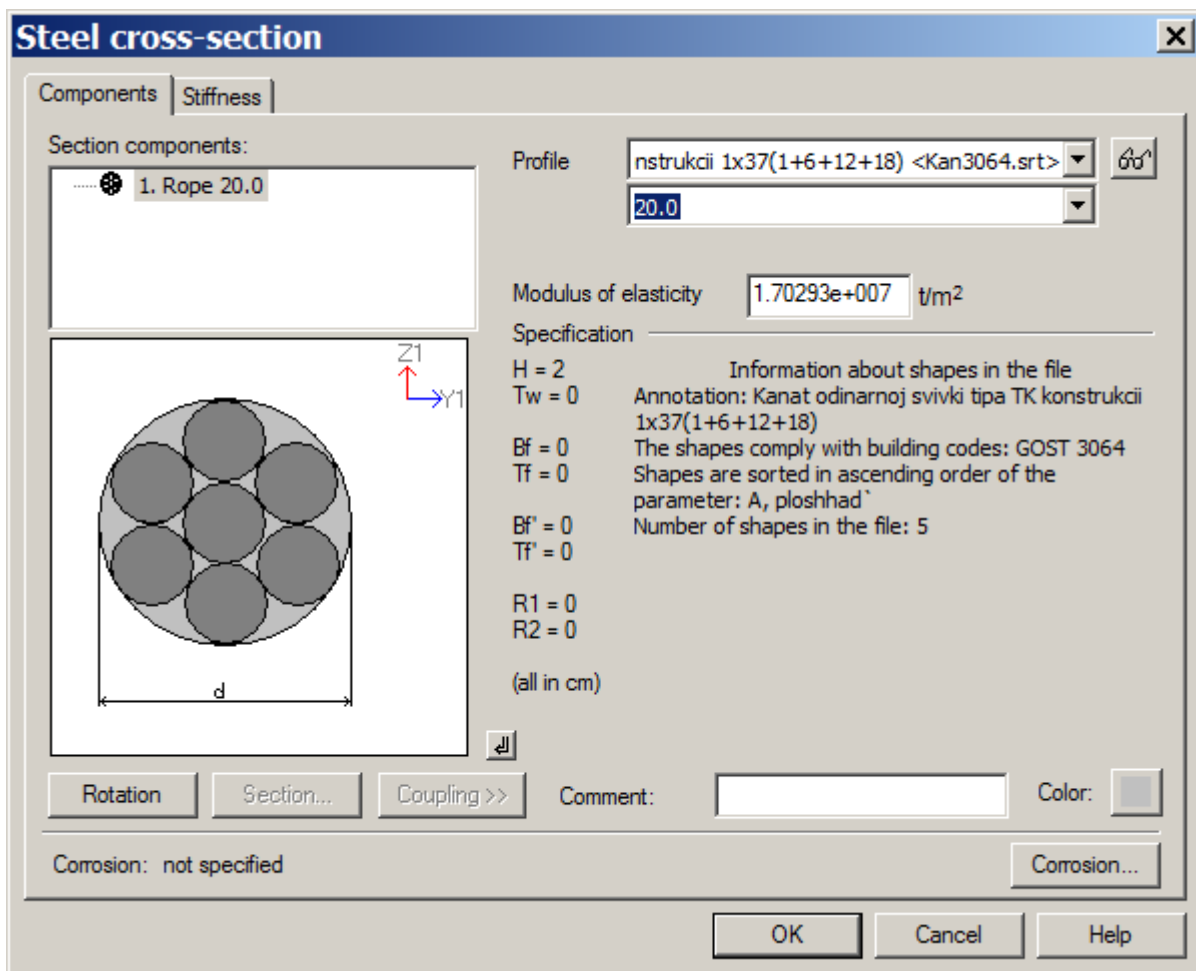 Steel cross-section
Components
Stiffness
Section components:
1. Rope 20.0
Profile
nstrukcii 1x37(1+6+12+18) <Kan3064.srt>
20.0
Modulus of elasticity
1.70293e+007
t/m²
Specification
H = 2
Tw = 0
Bf = 0
Tf = 0
Bf' = 0
Tf' = 0
R1 = 0
R2 = 0
(all in cm)
Information about shapes in the file
Annotation: Kanat odinarnoj svivki tipa TK konstrukcii
1x37(1+6+12+18)
The shapes comply with building codes: GOST 3064
Shapes are sorted in ascending order of the
parameter: A, ploshhad`
Number of shapes in the file: 5
Z1
Y1
d
Rotation
Section...
Coupling >>
Comment:
Color:
Corrosion: not specified
Corrosion...
OK
Cancel
Help